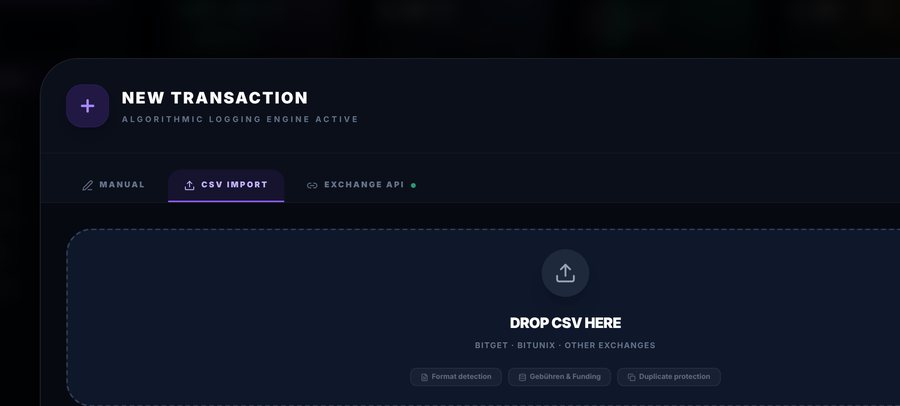 NEW TRANSACTION
ALGORITHMIC LOGGING ENGINE ACTIVE
MANUAL CSV IMPORT EXCHANGE API
DROP CSV HERE
BITGET · BITUNIX · OTHER EXCHANGES
Format detection Gebühren & Funding Duplicate protection